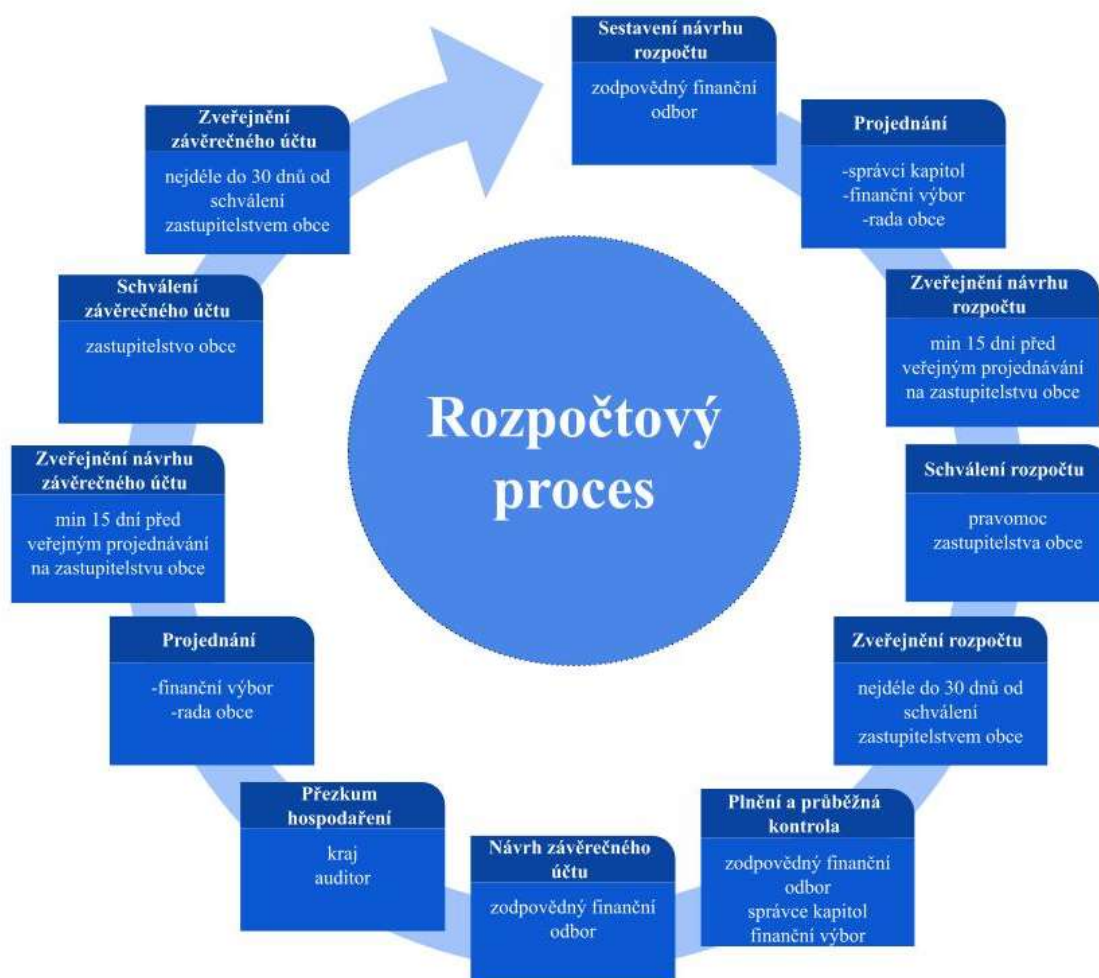 Sestavení návrhu
rozpočtu
zodpovědný finanční
odbor
Projednání
-správci kapitol
-finanční výbor
-rada obce
Zveřejnění návrhu
rozpočtu
min 15 dní před
veřejným projednávání
na zastupitelstvu obce
Schválení rozpočtu
pravomoc
zastupitelstva obce
Zveřejnění rozpočtu
nejdéle do 30 dnů od
schválení
zastupitelstvem obce
Plnění a průběžná
kontrola
zodpovědný finanční
odbor
správce kapitol
finanční výbor
Návrh závěrečného
účtu
zodpovědný finanční
odbor
Přezkum
hospodaření
kraj
auditor
Projednání
-finanční výbor
-rada obce
Zveřejnění návrhu
závěrečného účtu
min 15 dní před
veřejným projednávání
na zastupitelstvu obce
Schválení
závěrečného účtu
zastupitelstvo obce
Zveřejnění
závěrečného účtu
nejdéle do 30 dnů od
schválení
zastupitelstvem obce
Rozpočtový
proces